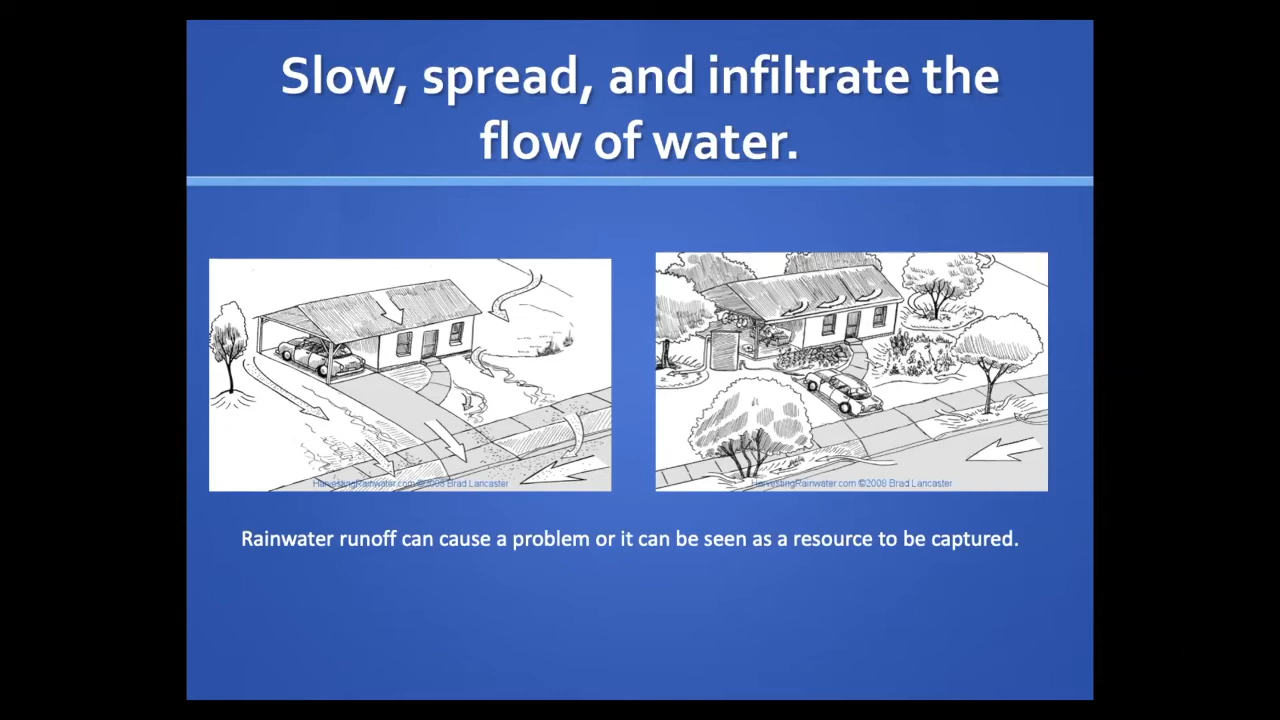 Slow, spread, and infiltrate the
flow of water.
HarvestingRainwater.com ©2008 Brad Lancaster
HarvestingRainwater.com ©2008 Brad Lancaster
Rainwater runoff can cause a problem or it can be seen as a resource to be captured.